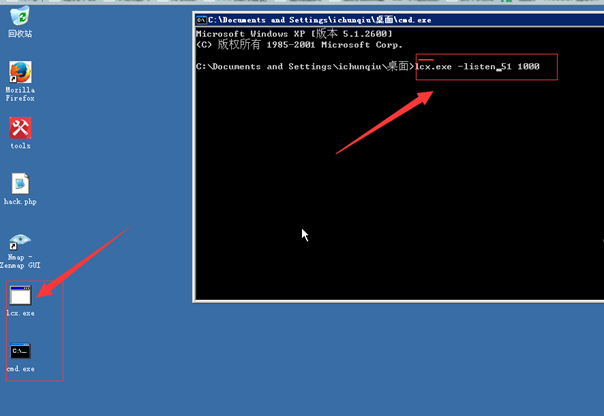 回收站
Mozilla
Firefox
tools
hack.php
Nmap -
Zenmap GUI
lcx.exe
cmd.exe
C:\Documents and Settings\ichunqiu\桌面\cmd.exe
Microsoft Windows XP [版本 5.1.2600]
(C) 版权所有 1985-2001 Microsoft Corp.
C:\Documents and Settings\ichunqiu\桌面>lcx.exe -listen 51 1000